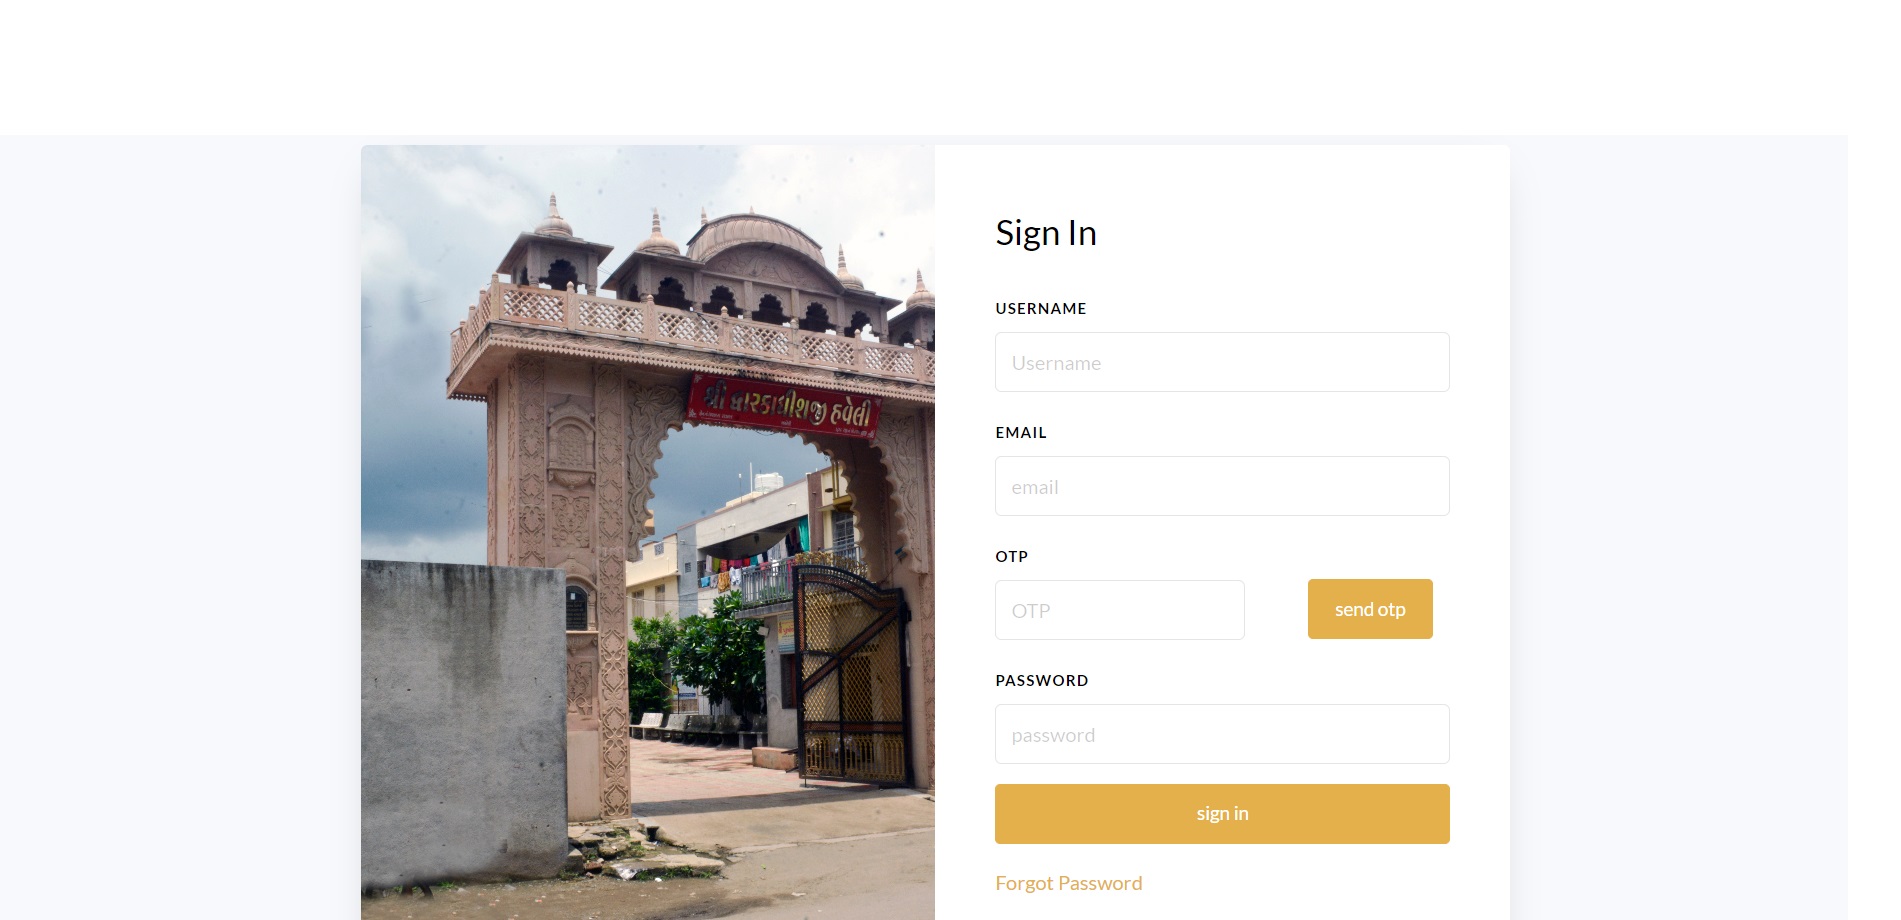 શ્રી દ્વારકાધીશજી હવેલી
Sign In
USERNAME
Username
EMAIL
email
OTP
OTP
send otp
PASSWORD
password
sign in
Forgot Password